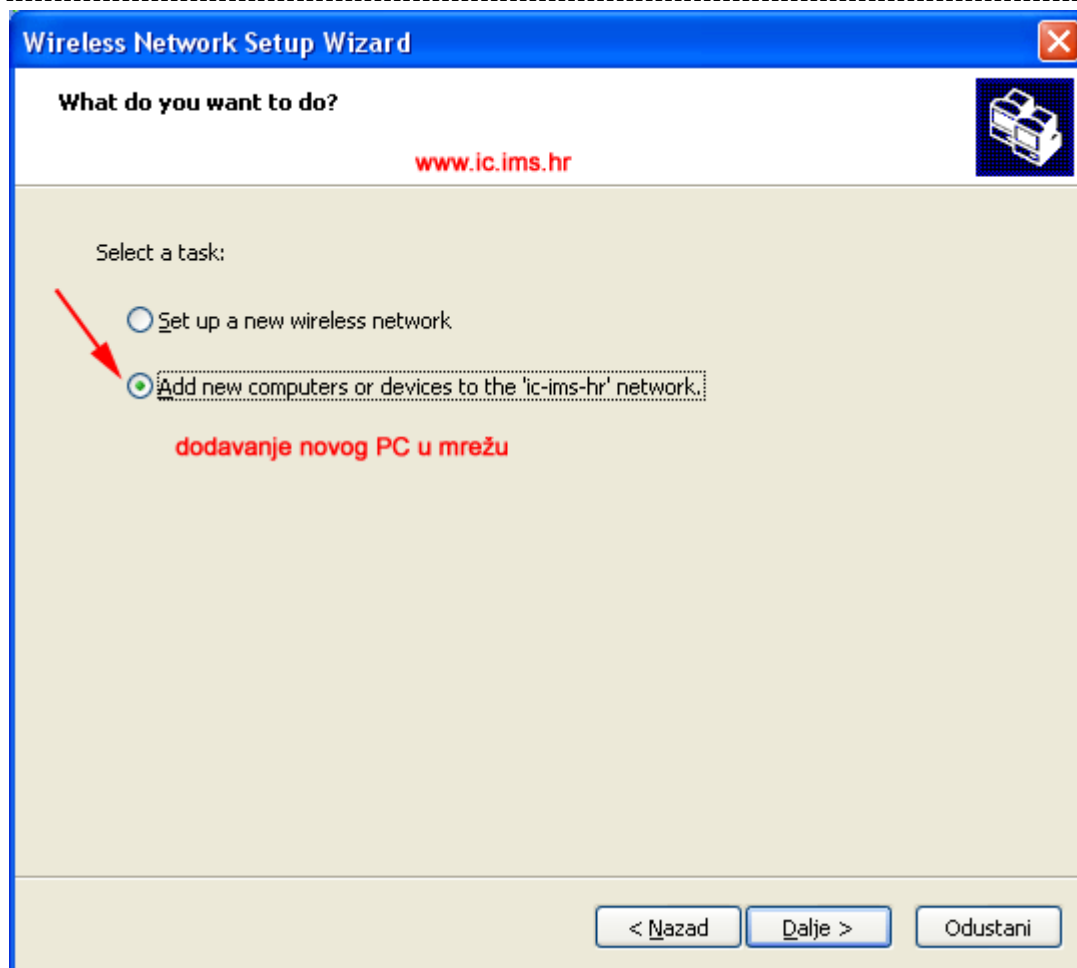 Wireless Network Setup Wizard
What do you want to do?
www.ic.ims.hr
Select a task:
Set up a new wireless network
Add new computers or devices to the 'ic-ims-hr' network.
dodavanje novog PC u mrežu
< Nazad
Dalje >
Odustani